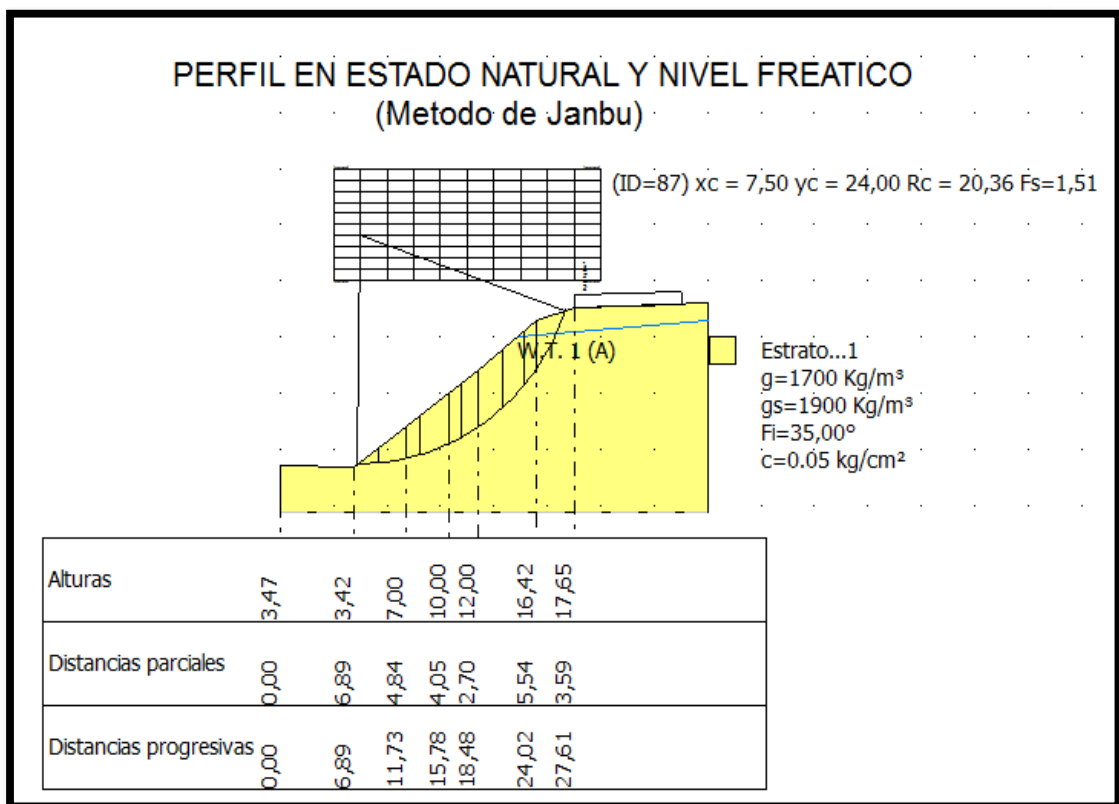 PERFIL EN ESTADO NATURAL Y NIVEL FREATICO
(Metodo de Janbu)
(ID=87) xc = 7,50 yc = 24,00 Rc = 20,36 Fs=1,51
W.T. 1 (A)
Estrato...1
g=1700 Kg/m³
gs=1900 Kg/m³
Fi=35,00°
c=0.05 kg/cm²
Alturas 3,47 3,42 7,00 10,00 12,00 16,42 17,65
Distancias parciales 0,00 6,89 4,84 4,05 2,70 5,54 3,59
Distancias progresivas 0,00 6,89 11,73 15,78 18,48 24,02 27,61